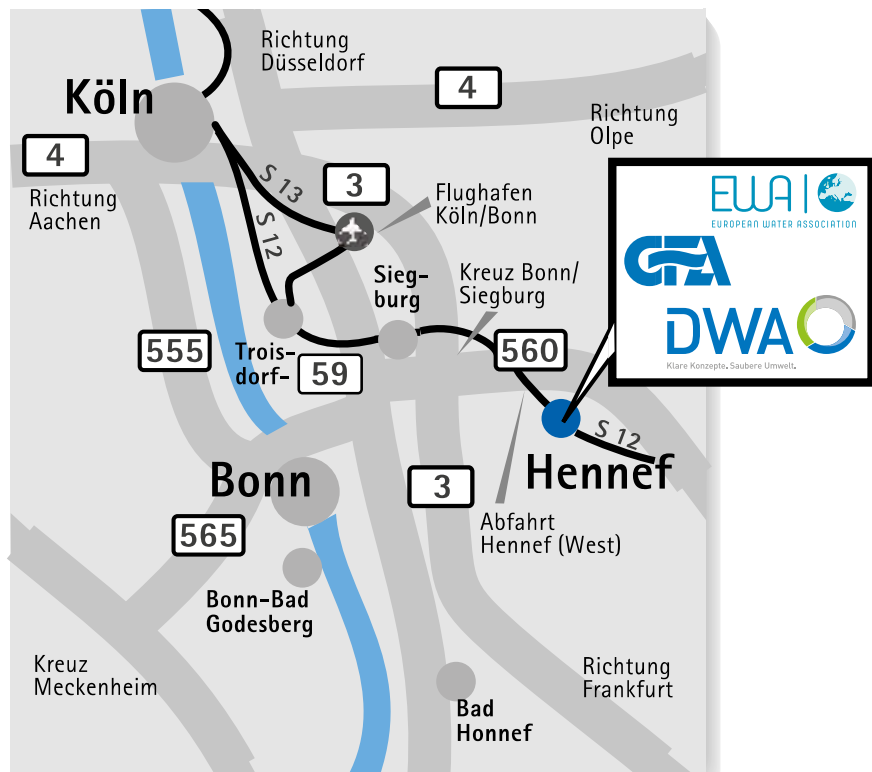 Richtung
Düsseldorf
Köln
4
Richtung
Olpe
4
Richtung
Aachen
S 13
3
Flughafen
Köln/Bonn
S 12
EWA
EUROPEAN WATER ASSOCIATION
GFA
DWA
Klare Konzepte. Saubere Umwelt.
Sieg-
burg
Kreuz Bonn/
Siegburg
555
Trois-
dorf-
59
560
S 12
Hennef
Bonn
3
565
Abfahrt
Hennef (West)
Bonn-Bad
Godesberg
Kreuz
Meckenheim
Richtung
Frankfurt
Bad
Honnef